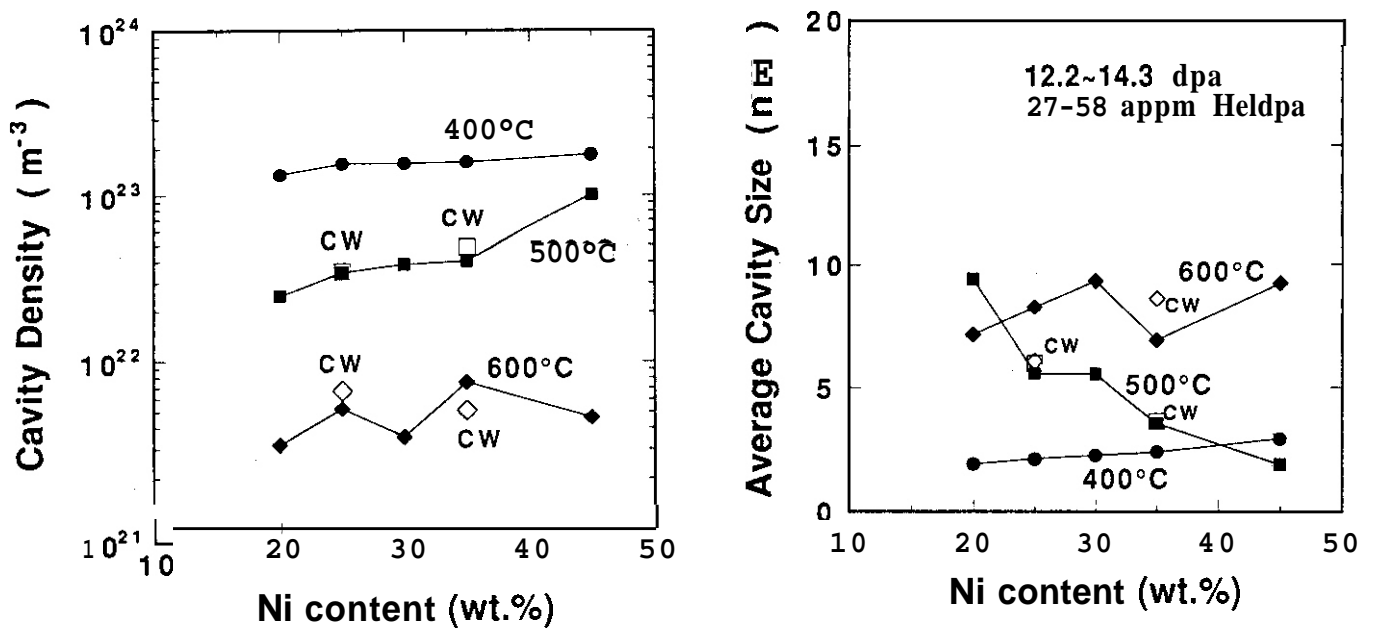 10²⁴
10²³
10²²
10²¹
Cavity Density ( m⁻³ )
400°C
CW
CW
500°C
CW
600°C
CW
10
20
30
40
50
Ni content (wt.%)
20
15
10
5
0
Average Cavity Size (n
12.2~14.3 dpa
27-58 appm Heldpa
600°C
CW
CW
500°C
CW
400°C
10
20
30
40
50
Ni content (wt.%)